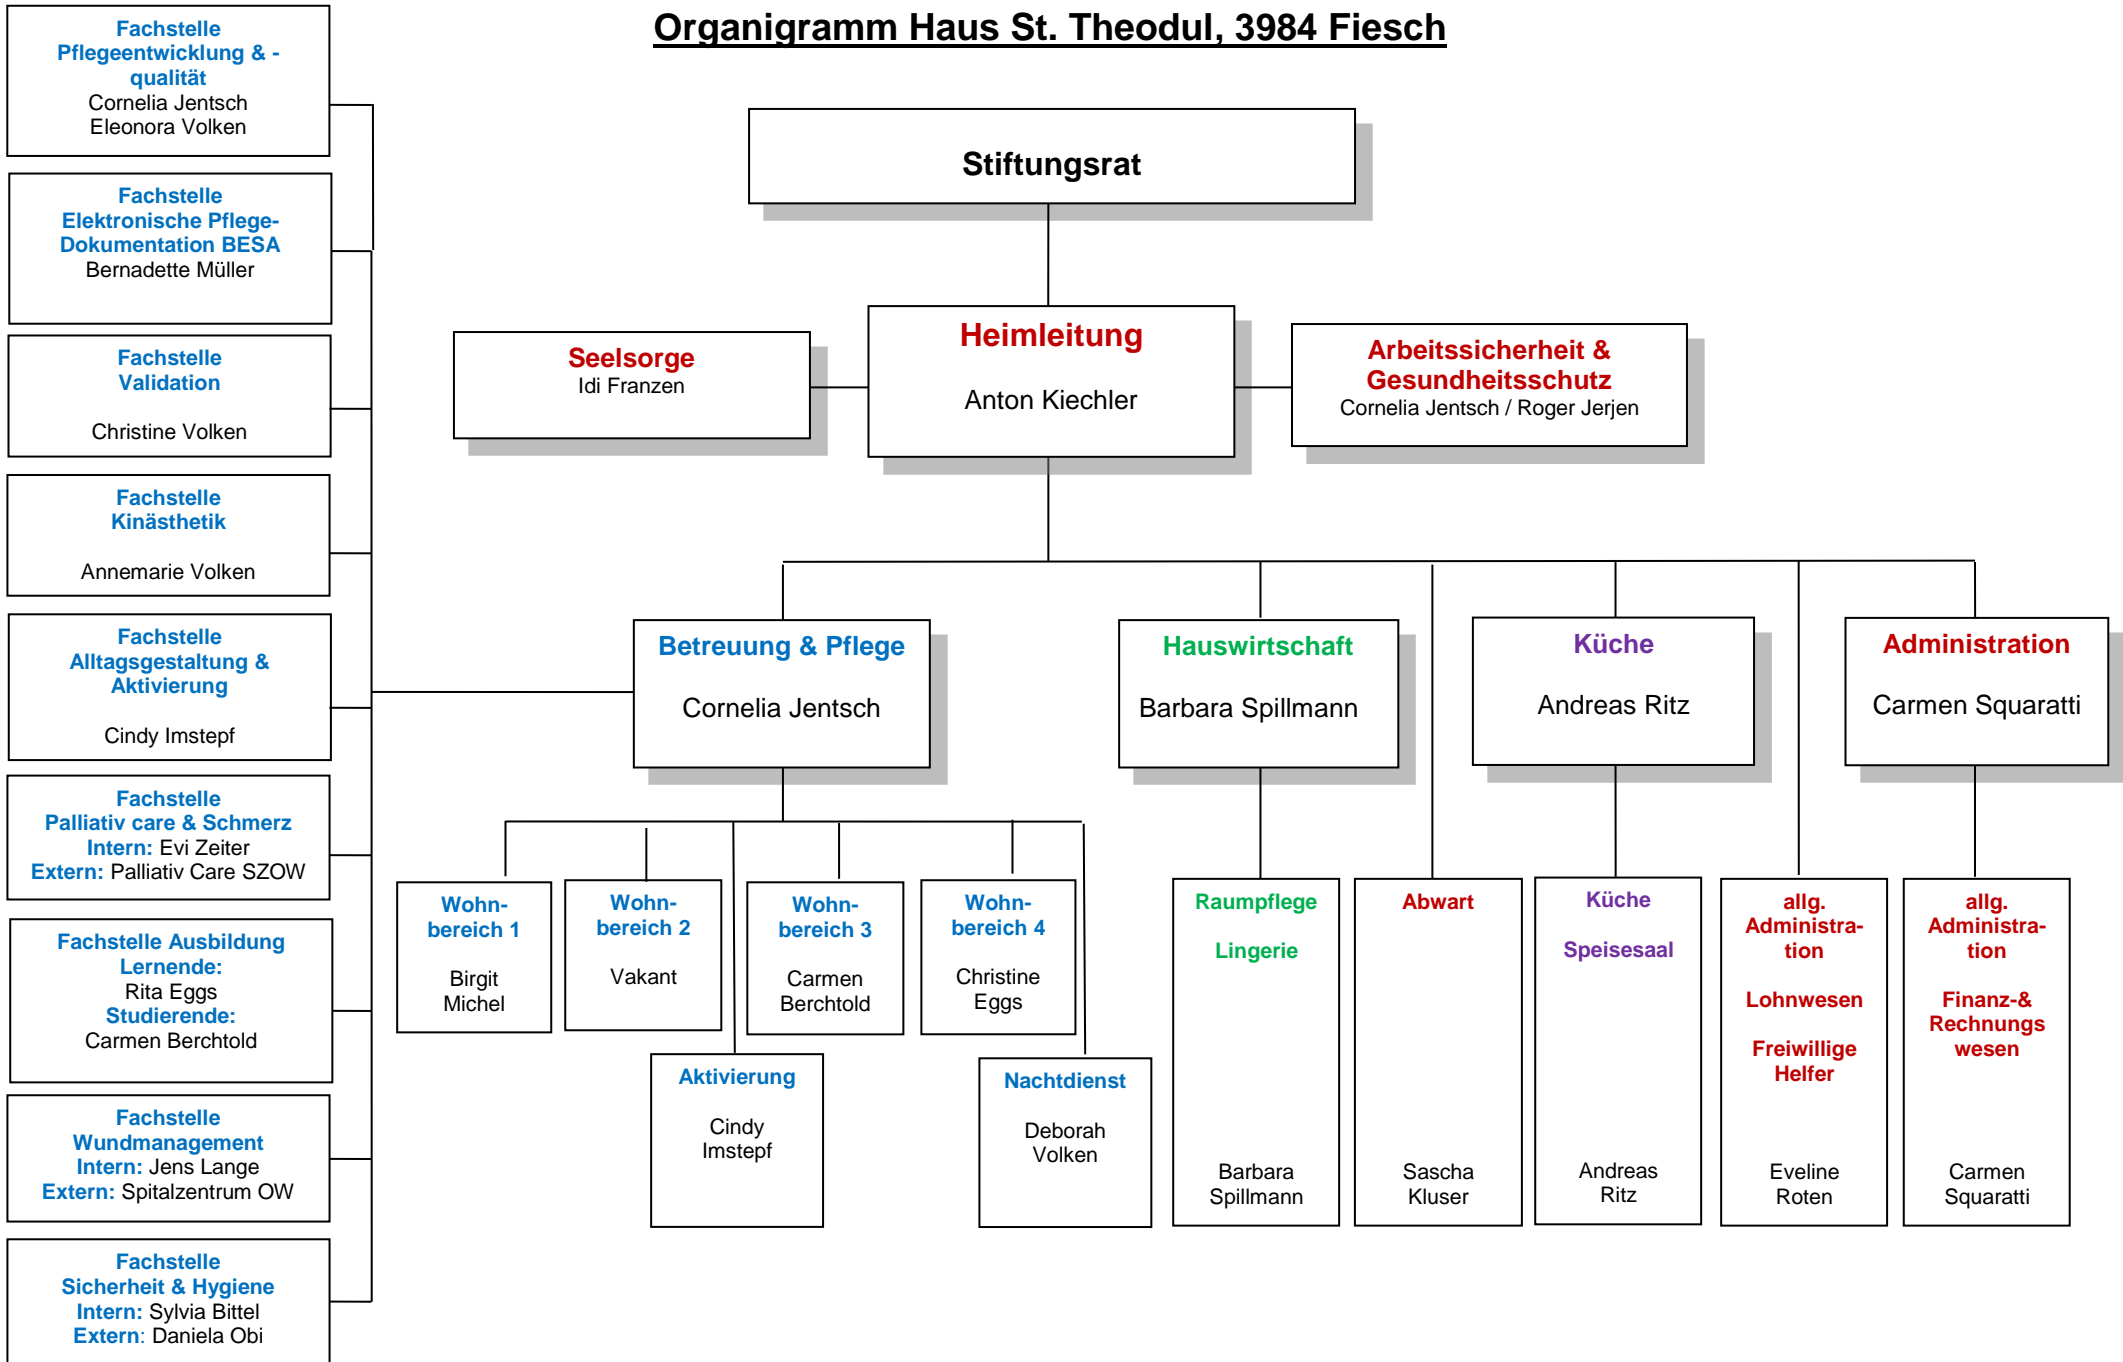 Organigramm Haus St. Theodul, 3984 Fiesch
Fachstelle
Pflegeentwicklung & -
qualität
Cornelia Jentsch
Eleonora Volken
Fachstelle
Elektronische Pflege-
Dokumentation BESA
Bernadette Müller
Fachstelle
Validation
Christine Volken
Fachstelle
Kinästhetik
Annemarie Volken
Fachstelle
Alltagsgestaltung &
Aktivierung
Cindy Imstepf
Fachstelle
Palliativ care & Schmerz
Intern: Evi Zeiter
Extern: Palliativ Care SZOW
Fachstelle Ausbildung
Lernende:
Rita Eggs
Studierende:
Carmen Berchtold
Fachstelle
Wundmanagement
Intern: Jens Lange
Extern: Spitalzentrum OW
Fachstelle
Sicherheit & Hygiene
Intern: Sylvia Bittel
Extern: Daniela Obi
Stiftungsrat
Seelsorge
Idi Franzen
Heimleitung
Anton Kiechler
Arbeitssicherheit &
Gesundheitsschutz
Cornelia Jentsch / Roger Jerjen
Betreuung & Pflege
Cornelia Jentsch
Hauswirtschaft
Barbara Spillmann
Küche
Andreas Ritz
Administration
Carmen Squaratti
Wohn-
bereich 1
Birgit
Michel
Wohn-
bereich 2
Vakant
Wohn-
bereich 3
Carmen
Berchtold
Wohn-
bereich 4
Christine
Eggs
Aktivierung
Cindy
Imstepf
Nachtdienst
Deborah
Volken
Raumpflege
Lingerie
Barbara
Spillmann
Abwart
Sascha
Kluser
Küche
Speisesaal
Andreas
Ritz
allg.
Administra-
tion
Lohnwesen
Freiwillige
Helfer
Eveline
Roten
allg.
Administra-
tion
Finanz-&
Rechnungs
wesen
Carmen
Squaratti